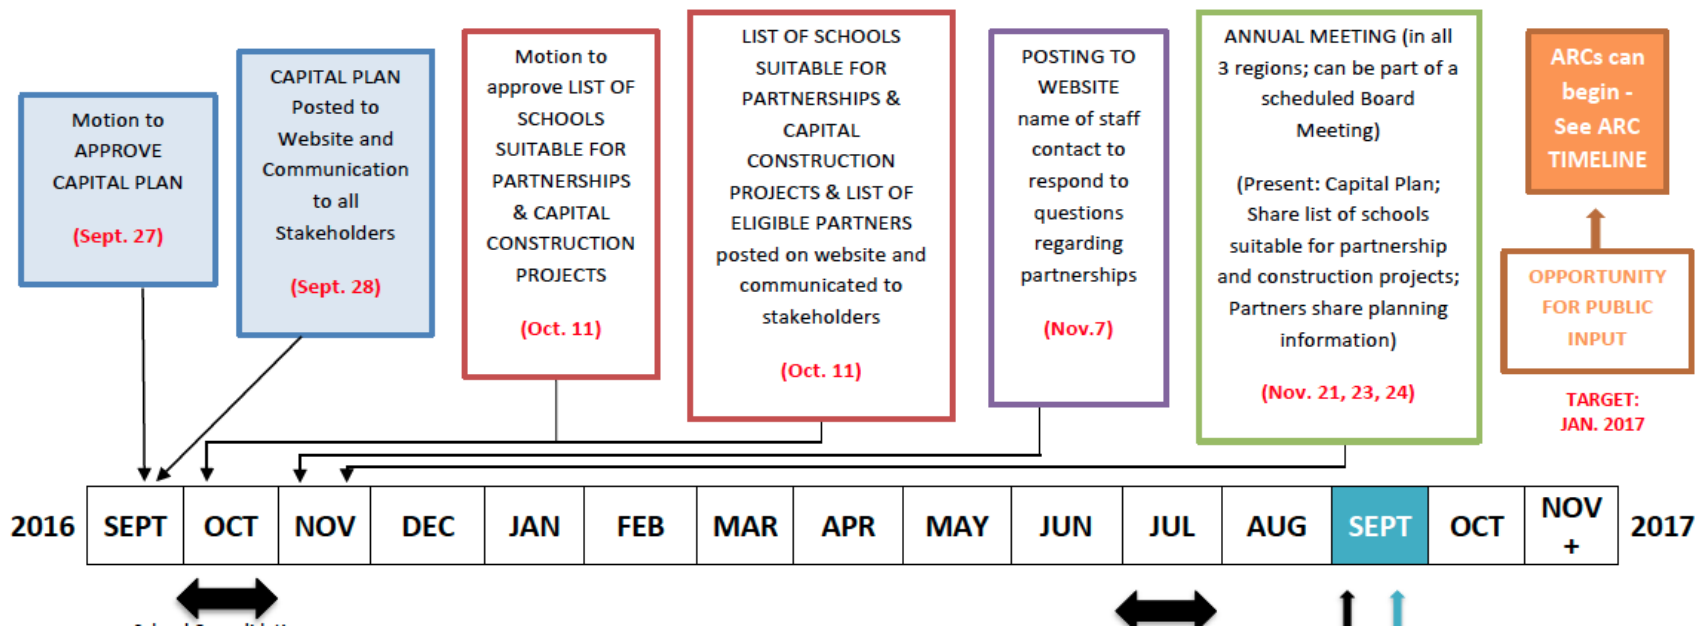 Motion to
APPROVE
CAPITAL PLAN
(Sept. 27)
CAPITAL PLAN
Posted to
Website and
Communication
to all
Stakeholders
(Sept. 28)
Motion to
approve LIST OF
SCHOOLS
SUITABLE FOR
PARTNERSHIPS
& CAPITAL
CONSTRUCTION
PROJECTS
(Oct. 11)
LIST OF SCHOOLS
SUITABLE FOR
PARTNERSHIPS &
CAPITAL
CONSTRUCTION
PROJECTS & LIST OF
ELIGIBLE PARTNERS
posted on website and
communicated to
stakeholders
(Oct. 11)
POSTING TO
WEBSITE
name of staff
contact to
respond to
questions
regarding
partnerships
(Nov.7)
ANNUAL MEETING (in all
3 regions; can be part of a
scheduled Board
Meeting)
(Present: Capital Plan;
Share list of schools
suitable for partnership
and construction projects;
Partners share planning
information)
(Nov. 21, 23, 24)
ARCs can
begin -
See ARC
TIMELINE
OPPORTUNITY
FOR PUBLIC
INPUT
TARGET:
JAN. 2017
2016 SEPT OCT NOV DEC JAN FEB MAR APR MAY JUN JUL AUG SEPT OCT NOV + 2017